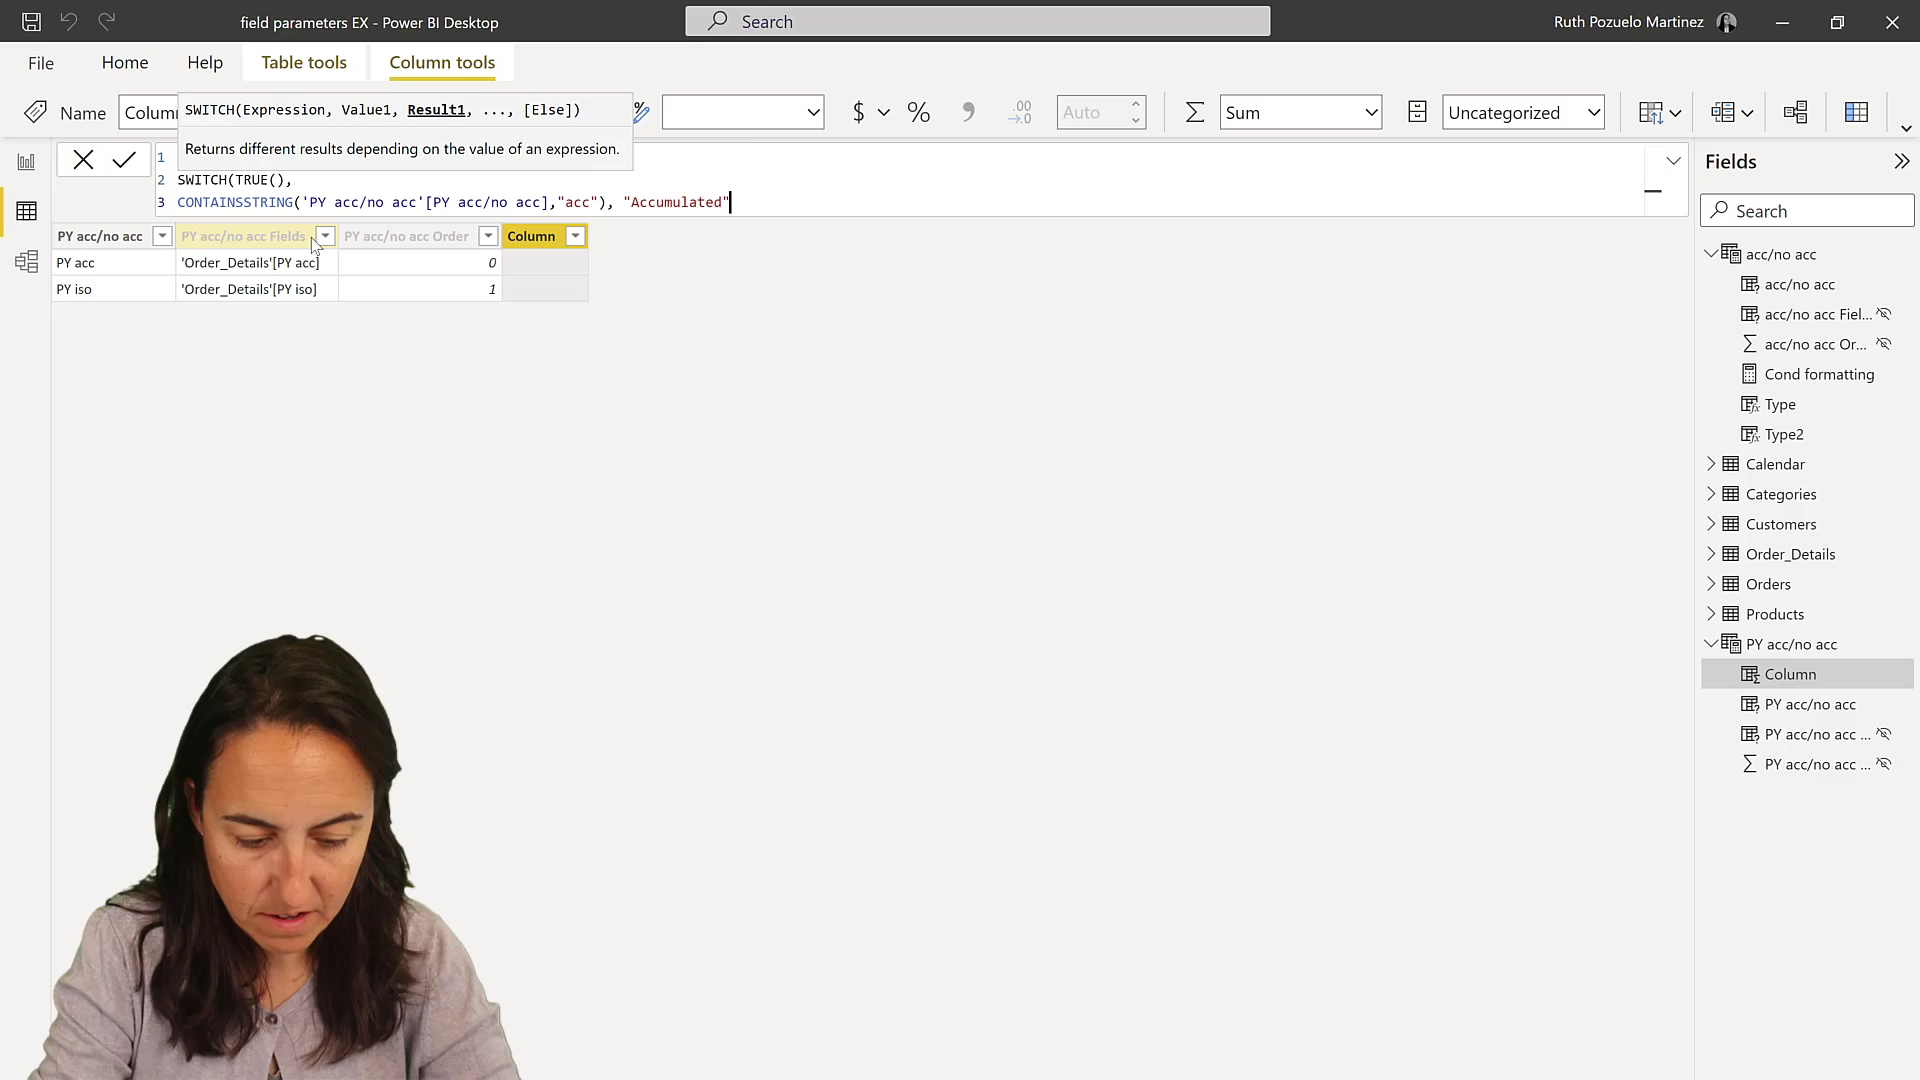 field parameters EX - Power BI Desktop
Search
Ruth Pozuelo Martinez
File
Home
Help
Table tools
Column tools
Name
Colum
SWITCH(Expression, Value1, Result1, ..., [Else])
Returns different results depending on the value of an expression.
$
%
.00
→.0
Auto
Sum
Uncategorized
1
2 SWITCH(TRUE(),
3 CONTAINSSTRING('PY acc/no acc'[PY acc/no acc],"acc"), "Accumulated"
PY acc/no acc
PY acc/no acc Fields
PY acc/no acc Order
Column
PY acc
'Order_Details'[PY acc]
0
PY iso
'Order_Details'[PY iso]
1
Fields
Search
acc/no acc
acc/no acc
acc/no acc Fiel...
acc/no acc Or...
Cond formatting
Type
Type2
Calendar
Categories
Customers
Order_Details
Orders
Products
PY acc/no acc
Column
PY acc/no acc
PY acc/no acc ...
PY acc/no acc ...